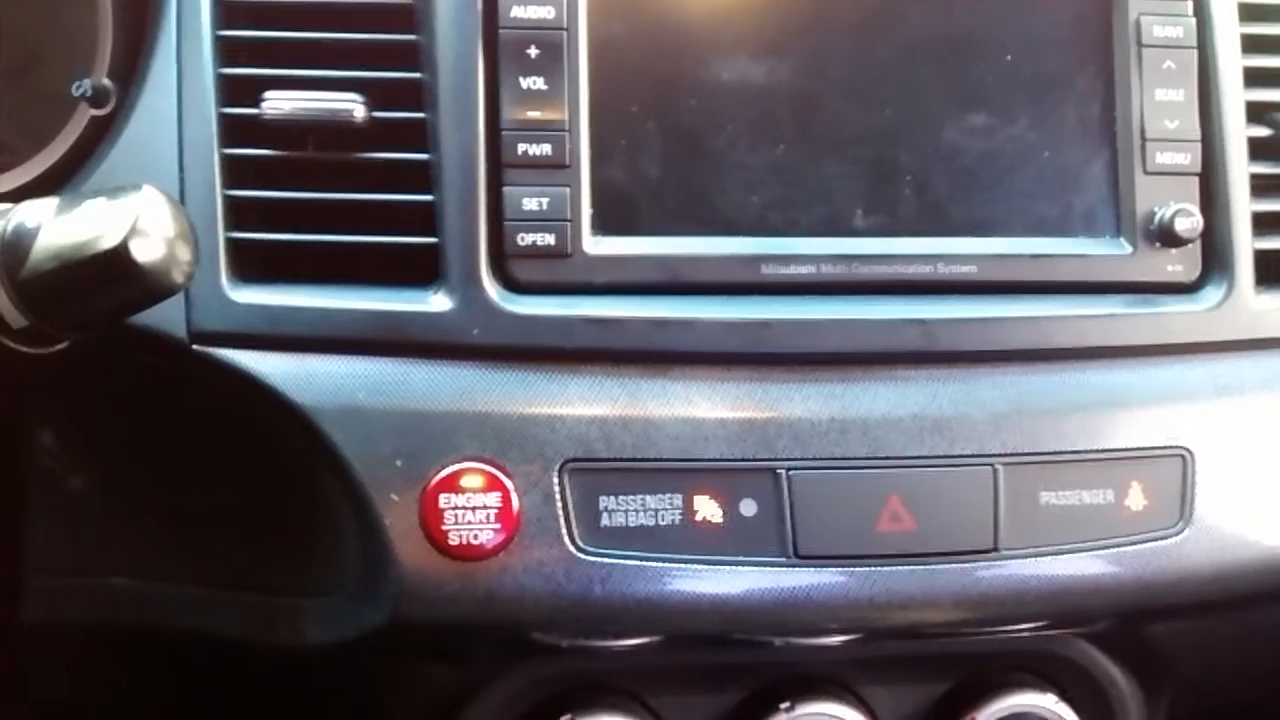 AUDIO
+
VOL
-
PWR
SET
OPEN
NAVI
SCALE
MENU
Mitsubishi Multi Communication System
ENGINE
START
STOP
PASSENGER
AIR BAG OFF
PASSENGER